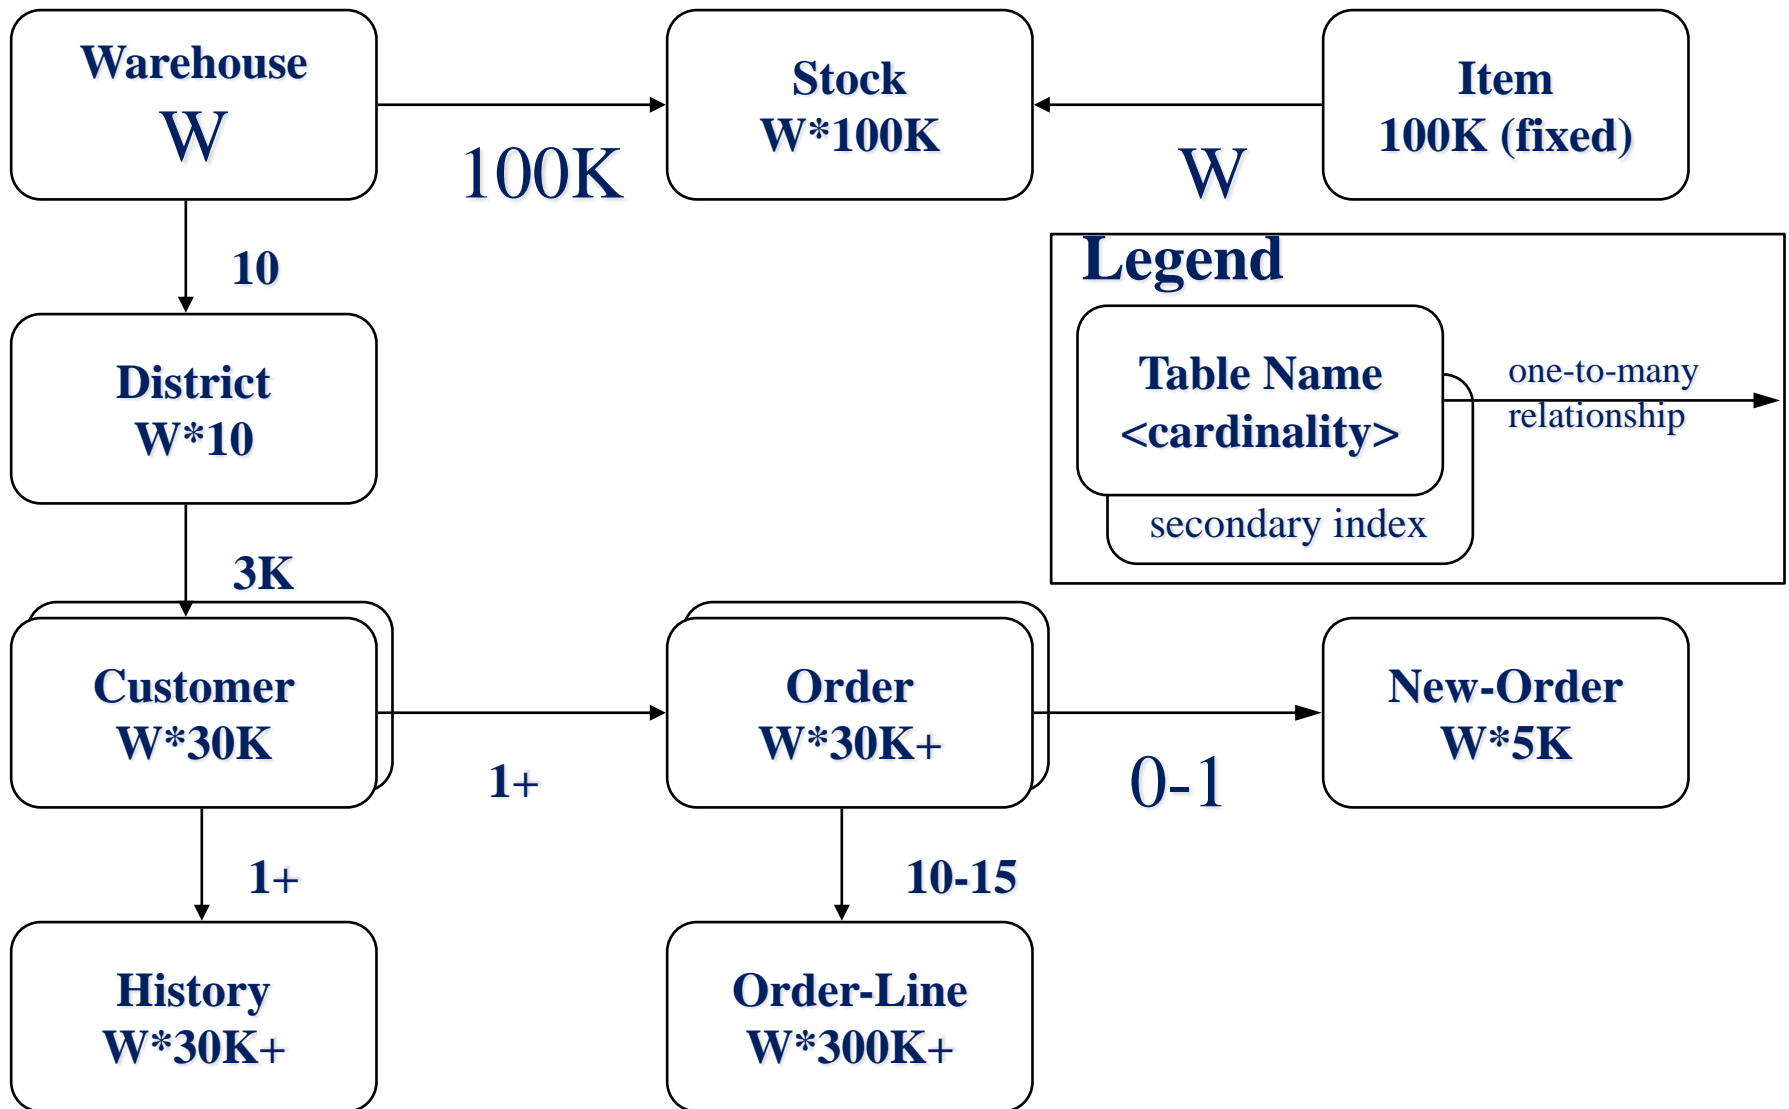 Warehouse
W
100K
Stock
W*100K
W
Item
100K (fixed)
10
District
W*10
Legend
Table Name
<cardinality>
one-to-many
relationship
secondary index
3K
Customer
W*30K
1+
Order
W*30K+
0-1
New-Order
W*5K
1+
10-15
History
W*30K+
Order-Line
W*300K+